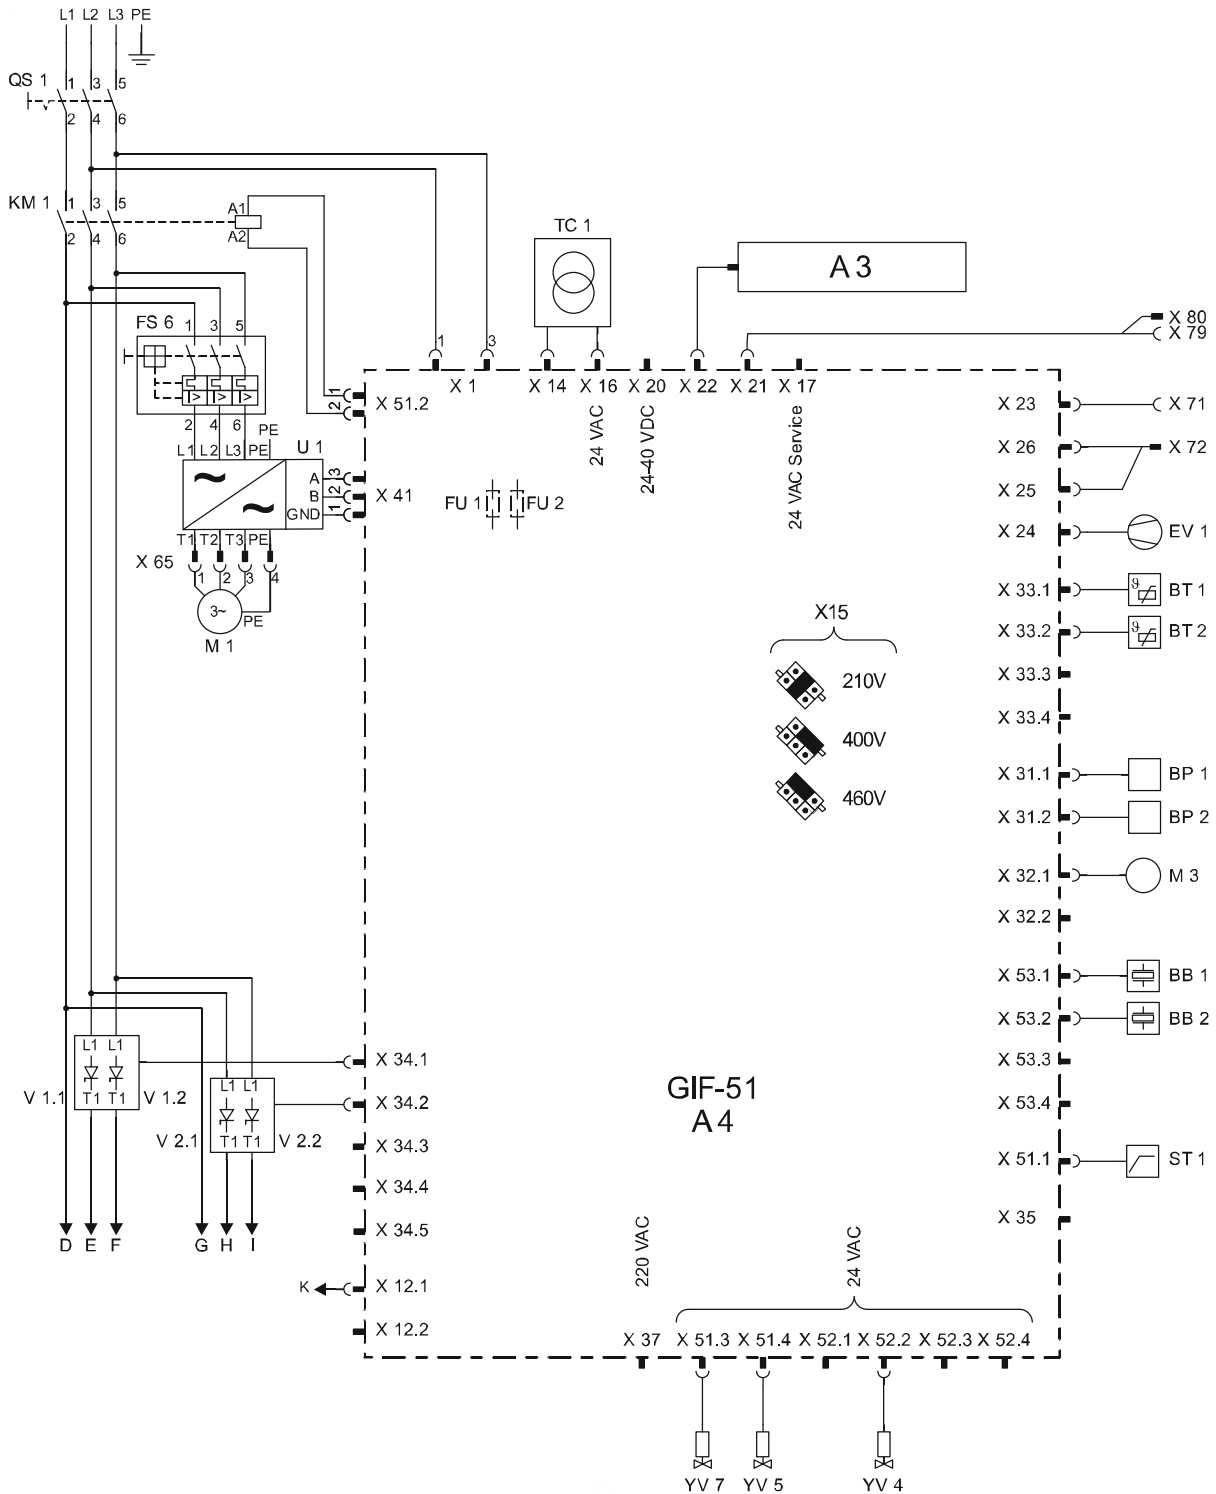 L1 L2 L3 PE
QS 1
1 3 5
2 4 6
KM 1
1 3 5
2 4 6
A1
A2
FS 6
1 3 5
I> I> I>
2 4 6
PE
L1 L2 L3 PE
U 1
A 3
B 2
GND 1
T1 T2 T3 PE
X 65
1 2 3 4
3~
PE
M 1
TC 1
A 3
X 80
X 79
1 3
X 1
X 14
X 16
X 20
X 22
X 21
X 17
24 VAC
24-40 VDC
24 VAC Service
1
2
X 51.2
X 41
FU 1
FU 2
X 23
X 71
X 26
X 72
X 25
X 24
EV 1
X 33.1
ϑ
BT 1
X 33.2
ϑ
BT 2
X 33.3
X 33.4
X15
210V
400V
460V
X 31.1
BP 1
X 31.2
BP 2
X 32.1
M 3
X 32.2
X 53.1
BB 1
X 53.2
BB 2
X 53.3
X 53.4
X 51.1
ST 1
X 35
GIF-51
A 4
L1 L1
V 1.1
T1 T1
V 1.2
L1 L1
V 2.1
T1 T1
V 2.2
X 34.1
X 34.2
X 34.3
X 34.4
X 34.5
D E F G H I
K
X 12.1
X 12.2
220 VAC
24 VAC
X 37 X 51.3 X 51.4 X 52.1 X 52.2 X 52.3 X 52.4
YV 7
YV 5
YV 4